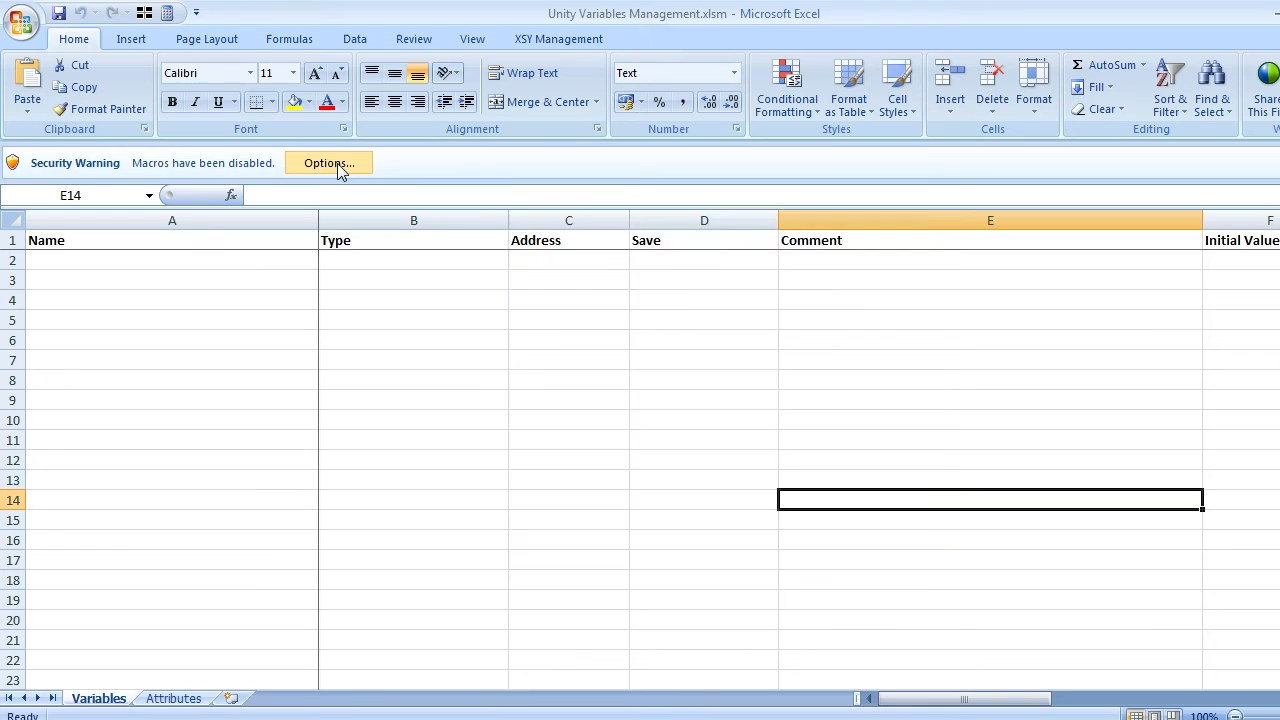 Unity Variables Management.xlsm - Microsoft Excel
Home Insert Page Layout Formulas Data Review View XSY Management
Paste Cut Copy Format Painter
Clipboard
Calibri 11
B I U
Font
Wrap Text
Merge & Center
Alignment
Text
%
Number
Conditional Formatting Format as Table Cell Styles
Styles
Insert Delete Format
Cells
Σ AutoSum
Fill
Clear
Sort & Filter Find & Select
Editing
Share
This Fi
Security Warning Macros have been disabled. Options...
E14 fx
A B C D E F
1 Name Type Address Save Comment Initial Value
2
3
4
5
6
7
8
9
10
11
12
13
14
15
16
17
18
19
20
21
22
23
Variables Attributes
Ready 100%